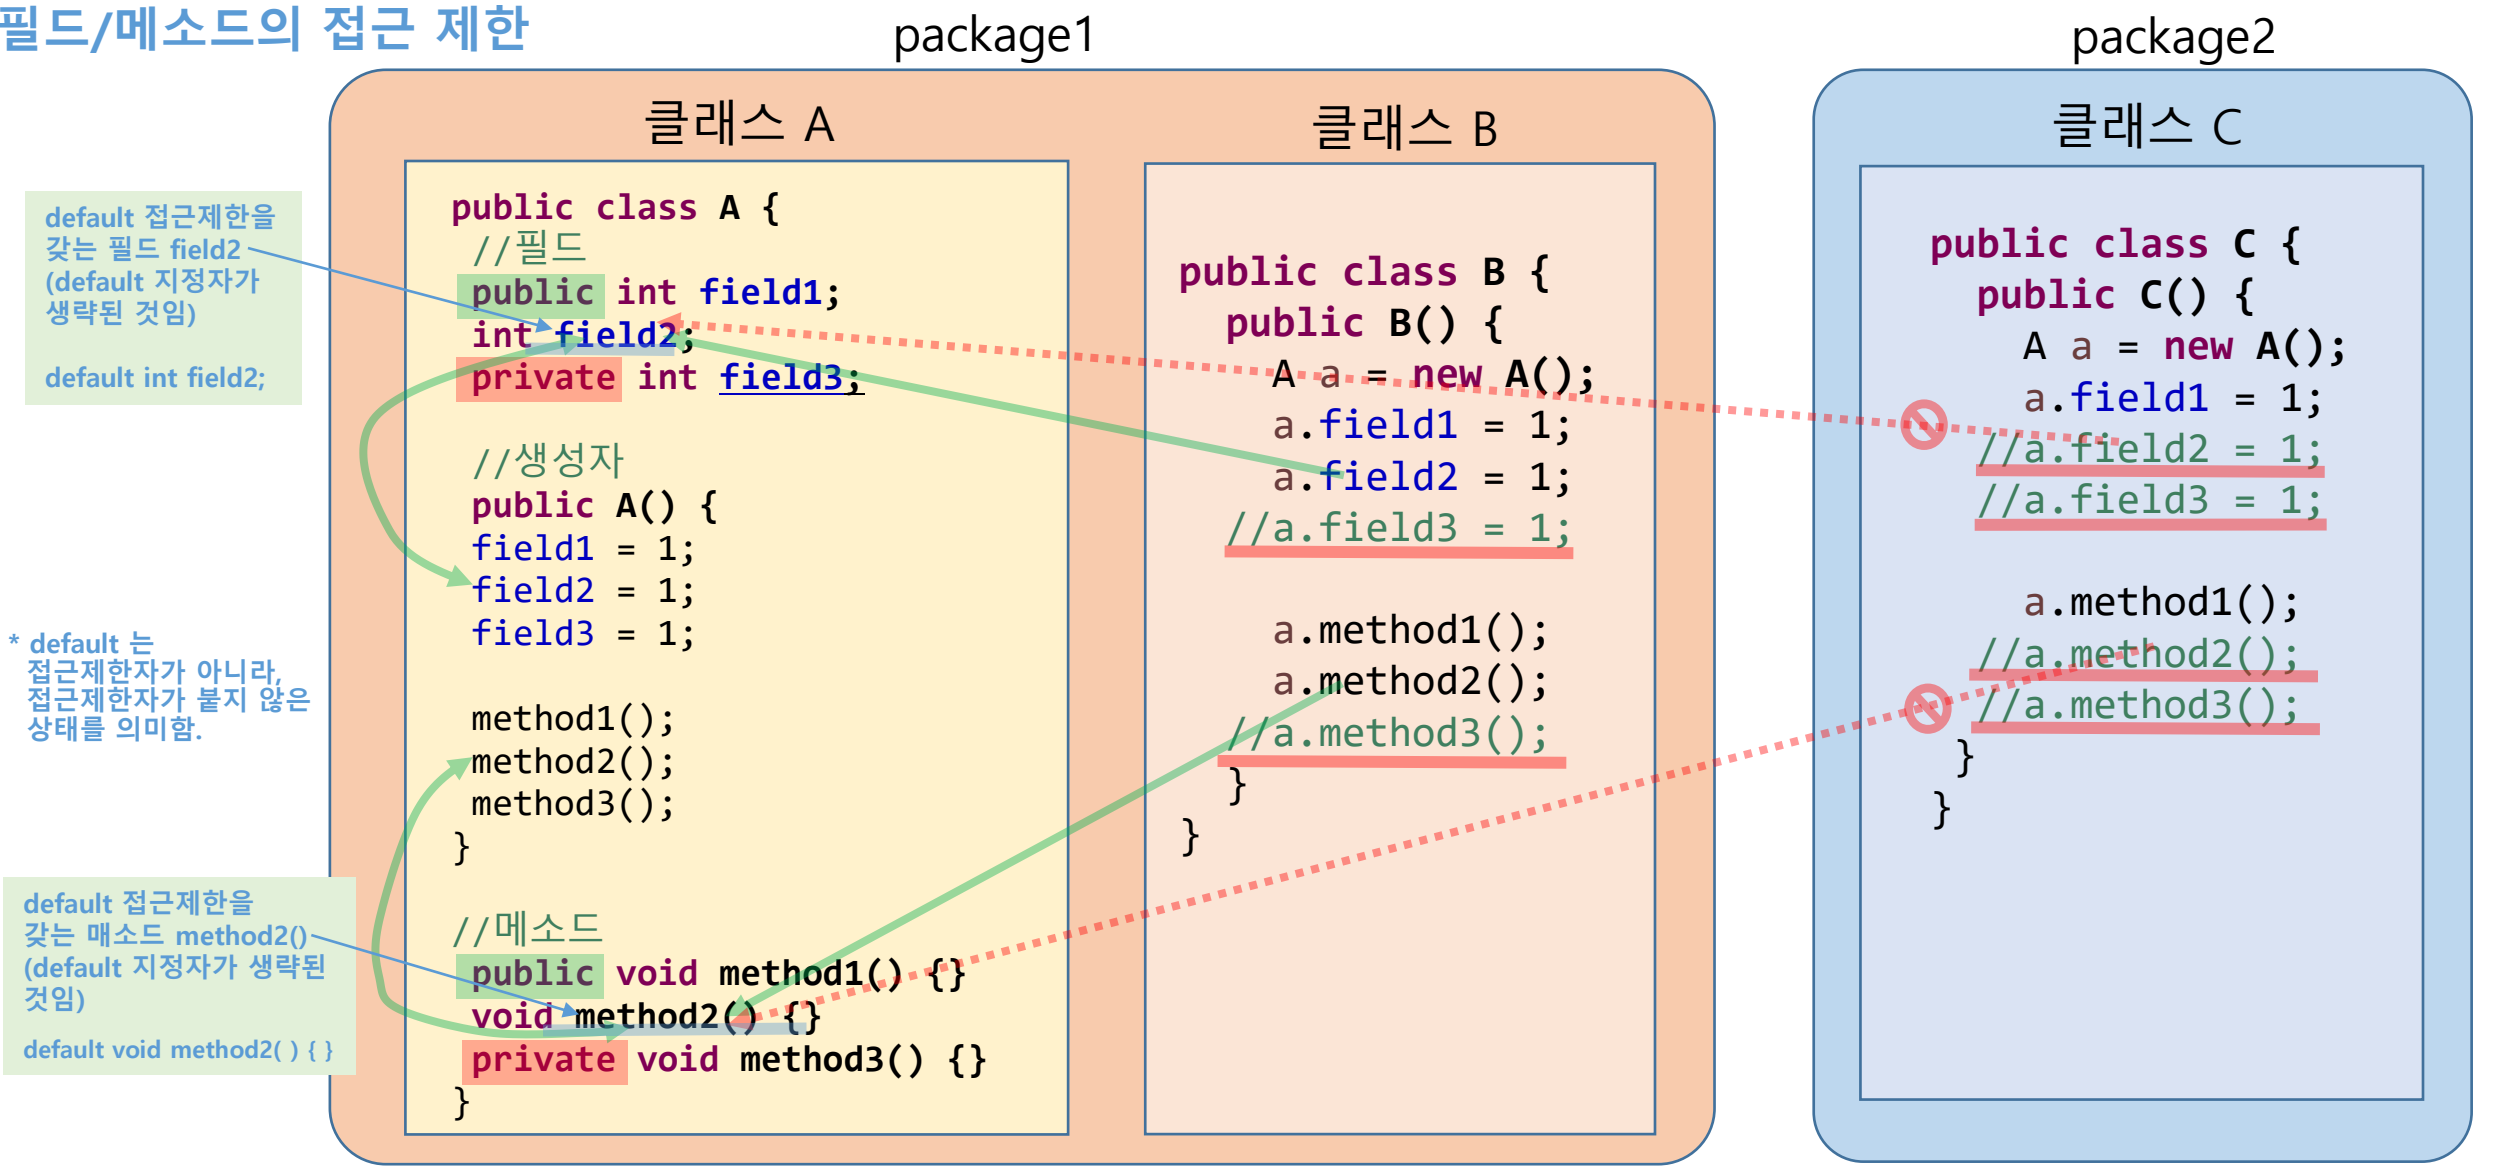 필드/메소드의 접근 제한
package1
package2
클래스 A
클래스 B
클래스 C
default 접근제한을
갖는 필드 field2
(default 지정자가
생략된 것임)
default int field2;
* default 는
접근제한자가 아니라,
접근제한자가 붙지 않은
상태를 의미함.
default 접근제한을
갖는 매소드 method2()
(default 지정자가 생략된
것임)
default void method2( ) { }
public class A {
//필드
public int field1;
int field2;
private int field3;
//생성자
public A() {
field1 = 1;
field2 = 1;
field3 = 1;
method1();
method2();
method3();
}
//메소드
public void method1() {}
void method2() {}
private void method3() {}
}
public class B {
public B() {
A a = new A();
a.field1 = 1;
a.field2 = 1;
//a.field3 = 1;
a.method1();
a.method2();
//a.method3();
}
}
public class C {
public C() {
A a = new A();
a.field1 = 1;
//a.field2 = 1;
//a.field3 = 1;
a.method1();
//a.method2();
//a.method3();
}
}